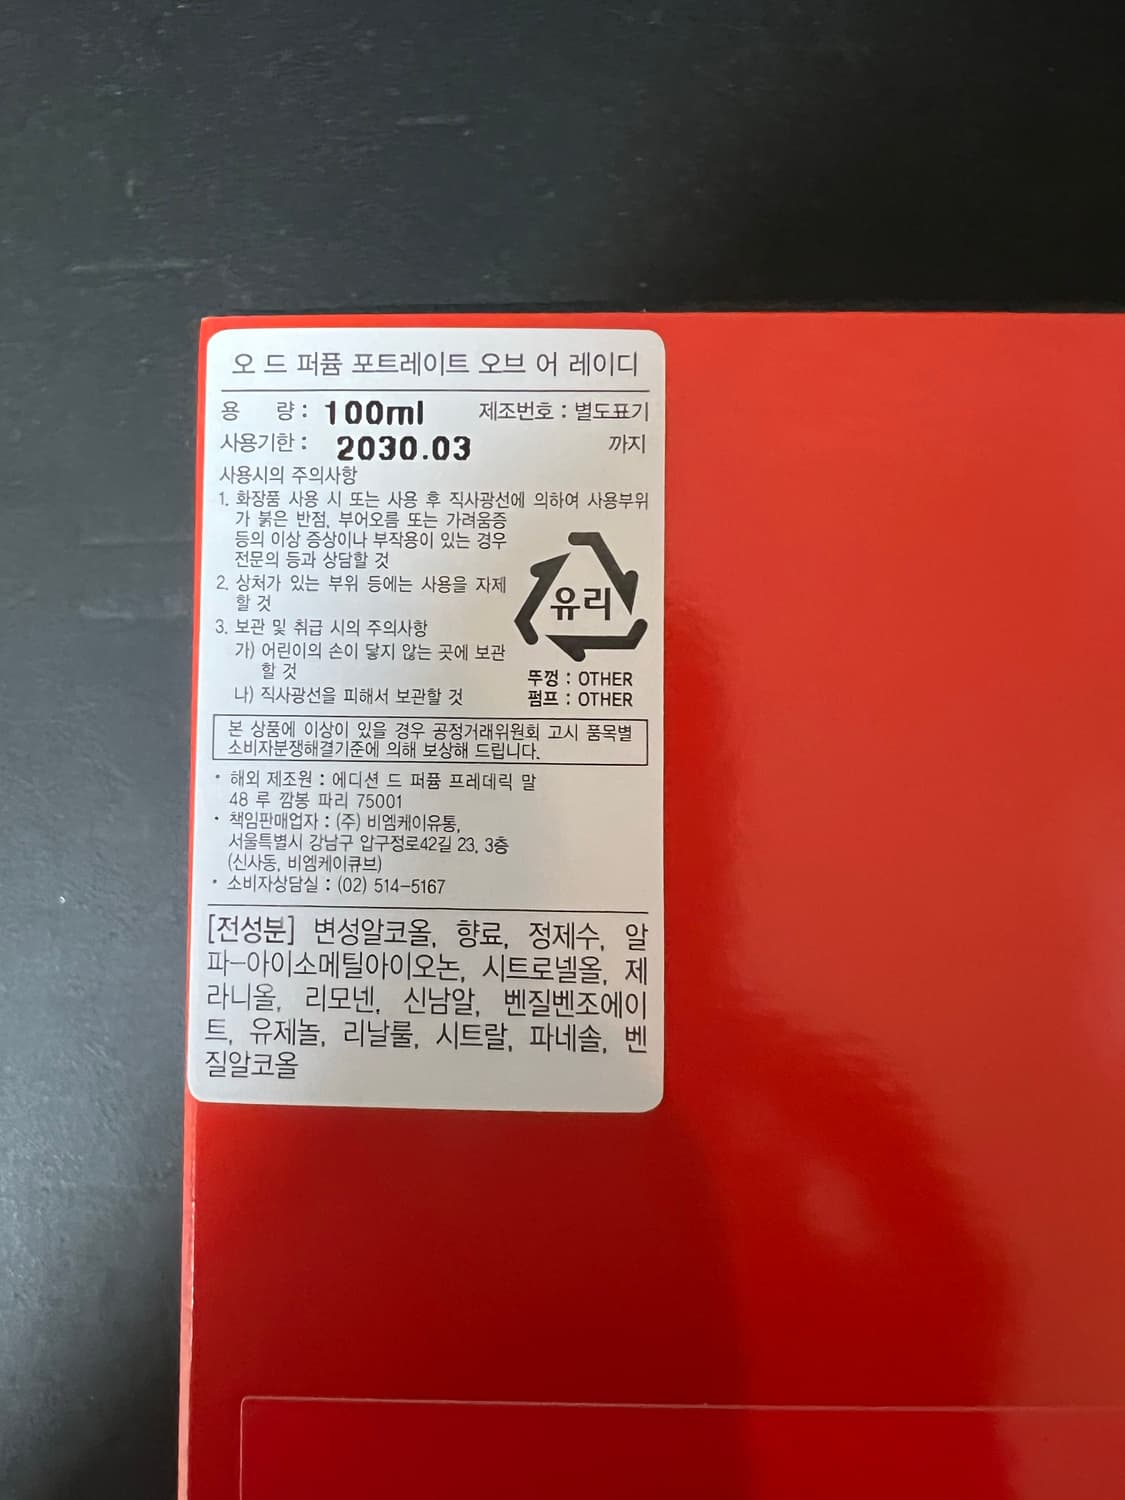 오 드 퍼퓸 포트레이트 오브 어 레이디
용 량 : 100ml 제조번호 : 별도표기
사용기한 : 2030.03 까지
사용시의 주의사항
1. 화장품 사용 시 또는 사용 후 직사광선에 의하여 사용부위
가 붉은 반점, 부어오름 또는 가려움증
등의 이상 증상이나 부작용이 있는 경우
전문의 등과 상담할 것
2. 상처가 있는 부위 등에는 사용을 자제
할 것
3. 보관 및 취급 시의 주의사항
가) 어린이의 손이 닿지 않는 곳에 보관
할 것
나) 직사광선을 피해서 보관할 것
유리
뚜껑 : OTHER
펌프 : OTHER
본 상품에 이상이 있을 경우 공정거래위원회 고시 품목별
소비자분쟁해결기준에 의해 보상해 드립니다.
• 해외 제조원 : 에디션 드 퍼퓸 프레데릭 말
48 루 깜봉 파리 75001
• 책임판매업자 : (주) 비엠케이유통,
서울특별시 강남구 압구정로42길 23, 3층
(신사동, 비엠케이큐브)
• 소비자상담실 : (02) 514-5167
[전성분] 변성알코올, 향료, 정제수, 알
파-아이소메틸아이오논, 시트로넬올, 제
라니올, 리모넨, 신남알, 벤질벤조에이
트, 유제놀, 리날룰, 시트랄, 파네솔, 벤
질알코올